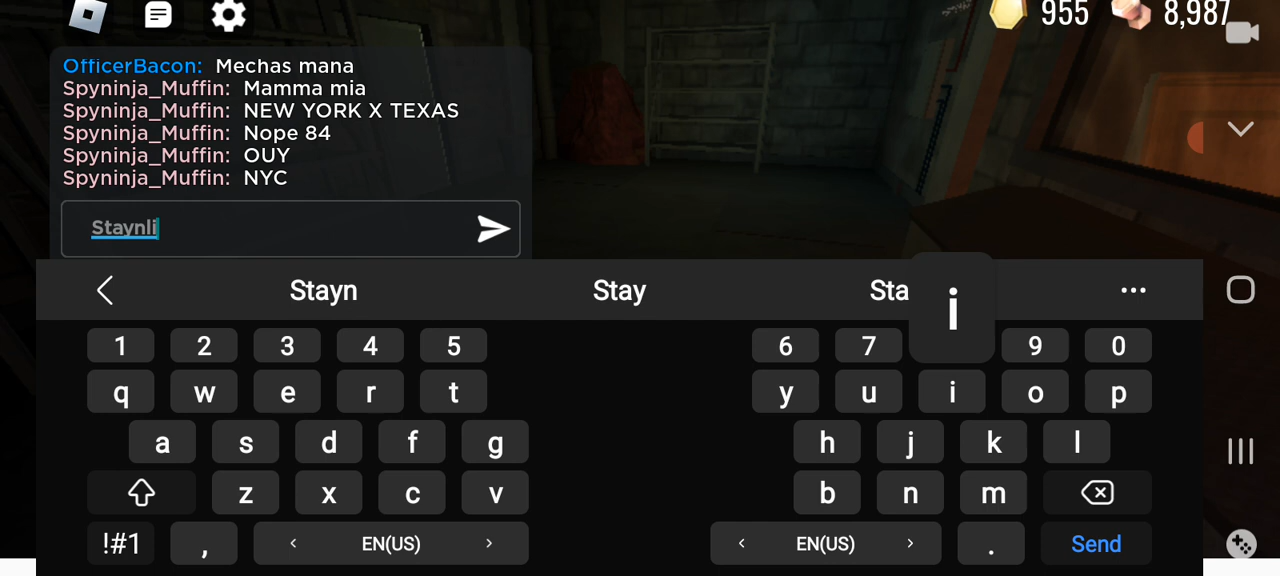 955 8,987
OfficerBacon: Mechas mana
Spyninja_Muffin: Mamma mia
Spyninja_Muffin: NEW YORK X TEXAS
Spyninja_Muffin: Nope 84
Spyninja_Muffin: OUY
Spyninja_Muffin: NYC
Staynli
Stayn Stay Sta i
1 2 3 4 5 6 7 9 0
q w e r t y u i o p
a s d f g h j k l
z x c v b n m
!#1 , EN(US) EN(US) . Send